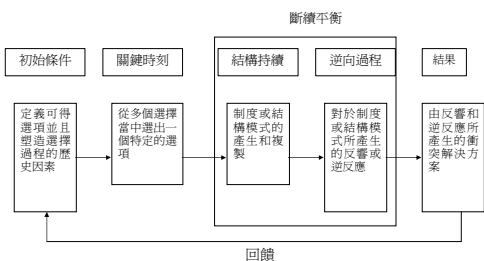 斷續平衡
初始條件
關鍵時刻
結構持續
逆向過程
結果
定義可得
選項並且
塑造選擇
過程的歷
史因素
從多個選擇
當中選出一
個特定的選
項
制度或結
構模式的
產生和複
製
對於制度
或結構模
式所產生
的反響或
逆反應
由反響和
逆反應所
產生的衝
突解決方
案
回饋